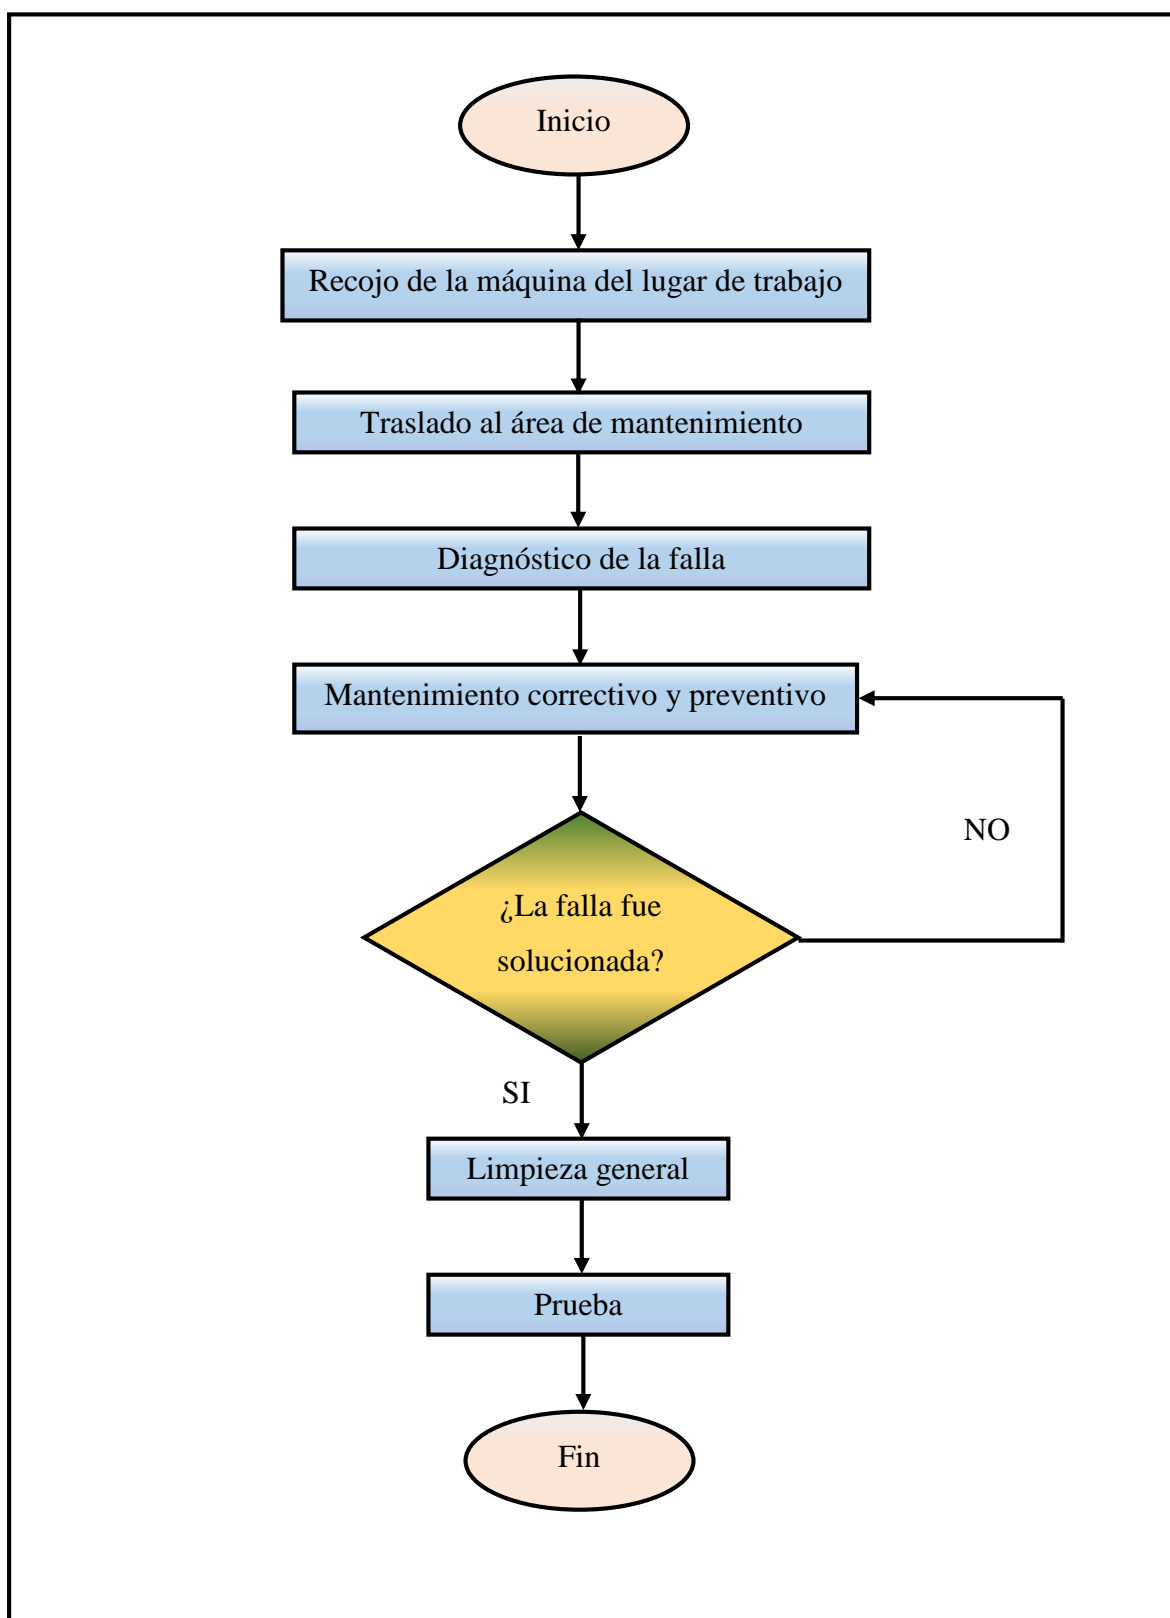 Inicio
Recojo de la máquina del lugar de trabajo
Traslado al área de mantenimiento
Diagnóstico de la falla
Mantenimiento correctivo y preventivo
NO
¿La falla fue
solucionada?
SI
Limpieza general
Prueba
Fin